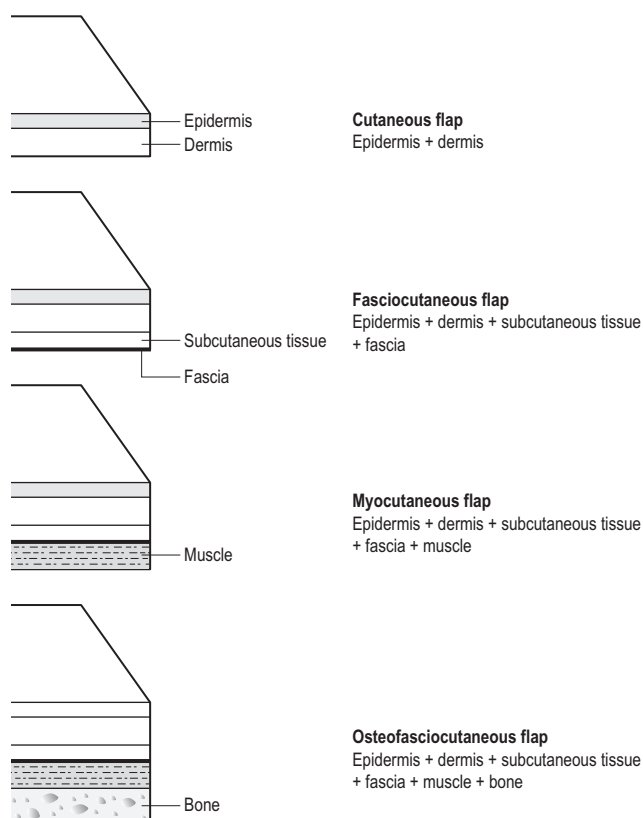 Epidermis
Dermis
Cutaneous flap
Epidermis + dermis
Subcutaneous tissue
Fascia
Fasciocutaneous flap
Epidermis + dermis + subcutaneous tissue
+ fascia
Muscle
Myocutaneous flap
Epidermis + dermis + subcutaneous tissue
+ fascia + muscle
Bone
Osteofasciocutaneous flap
Epidermis + dermis + subcutaneous tissue
+ fascia + muscle + bone